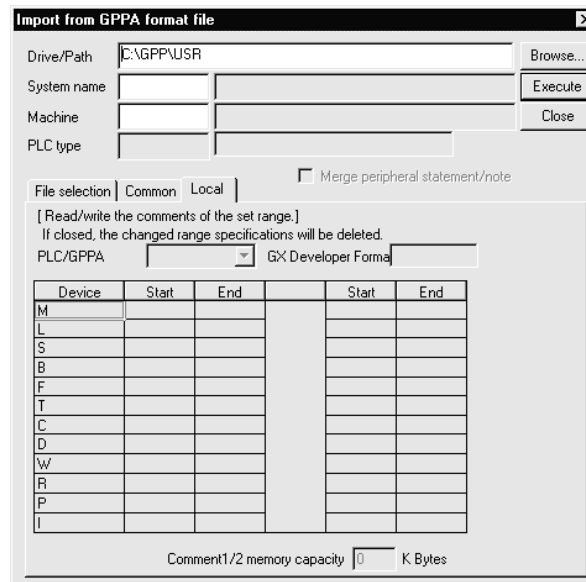 Import from GPPA format file
Drive/Path C:\GPP\USR Browse...
System name Execute
Machine Close
PLC type
Merge peripheral statement/note
File selection Common Local
[ Read/write the comments of the set range.]
If closed, the changed range specifications will be deleted.
PLC/GPPA GX Developer Forma
Device Start End Start End
M
L
S
B
F
T
C
D
W
R
P
I
Comment1/2 memory capacity 0 K Bytes